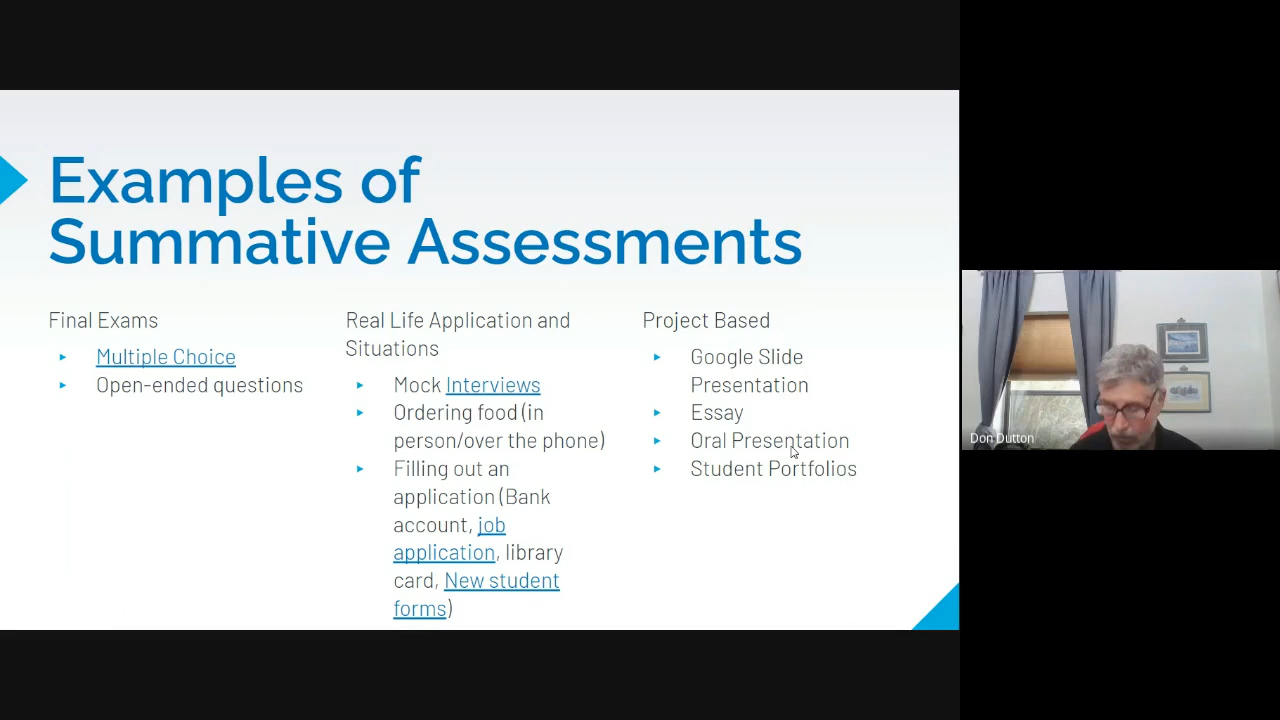 Examples of
Summative Assessments
Final Exams
Multiple Choice
Open-ended questions
Real Life Application and
Situations
Mock Interviews
Ordering food (in
person/over the phone)
Filling out an
application (Bank
account, job
application, library
card, New student
forms)
Project Based
Google Slide
Presentation
Essay
Oral Presentation
Student Portfolios
Don Dutton